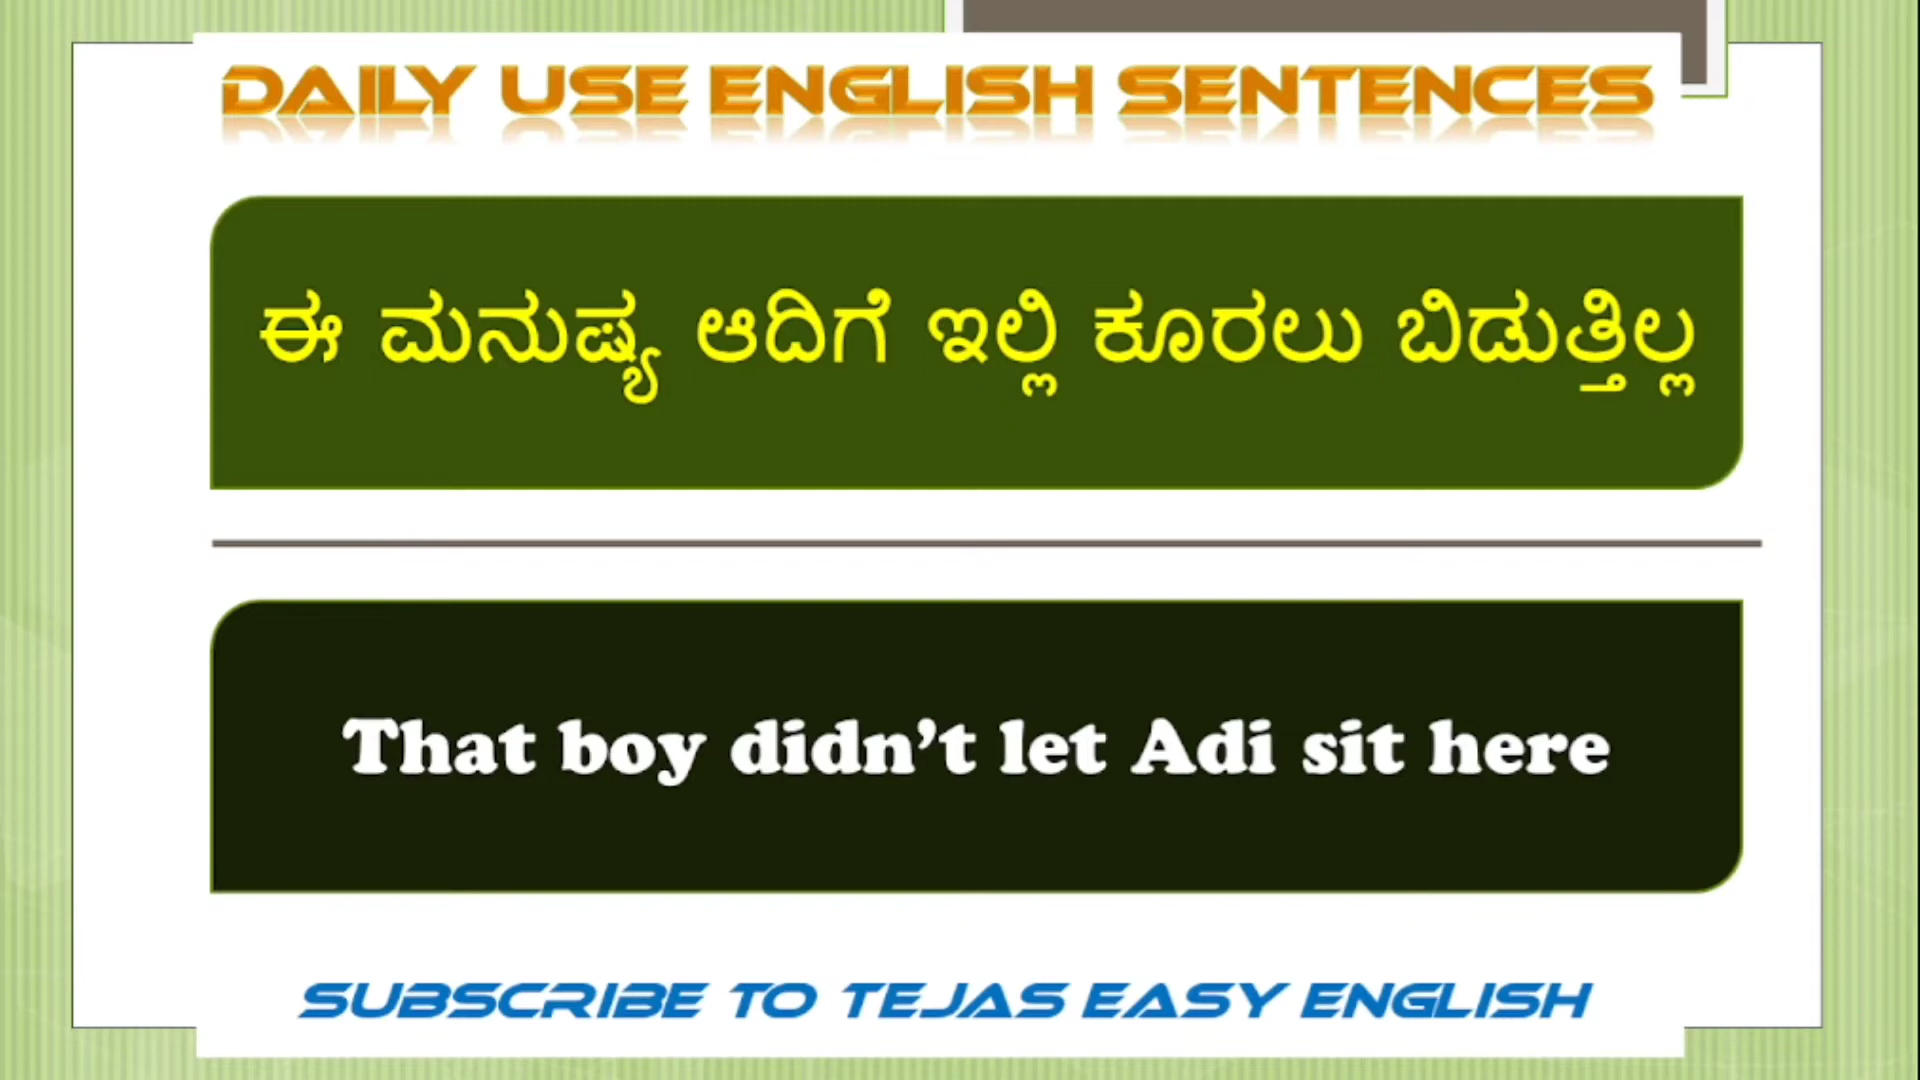 DAILY USE ENGLISH SENTENCES
ಈ ಮನುಷ್ಯ ಆದಿಗೆ ಇಲ್ಲಿ ಕೂರಲು ಬಿಡುತ್ತಿಲ್ಲ
That boy didn’t let Adi sit here
SUBSCRIBE TO TEJAS EASY ENGLISH